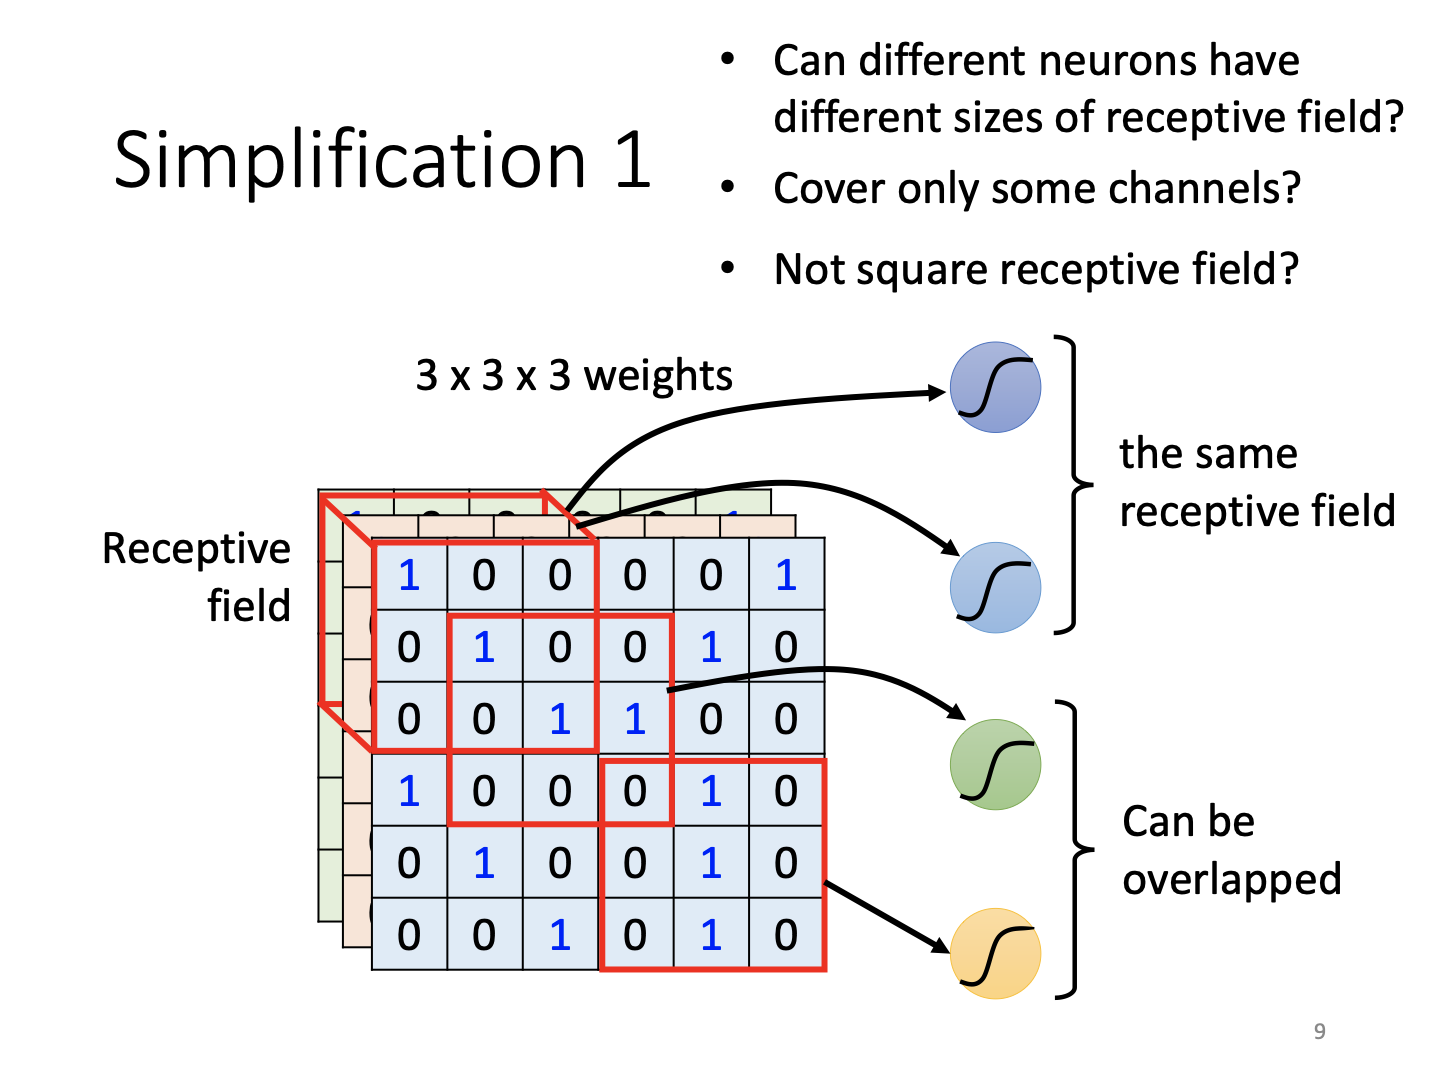 Simplification 1
• Can different neurons have
different sizes of receptive field?
• Cover only some channels?
• Not square receptive field?
3 x 3 x 3 weights
the same
receptive field
Receptive
field
1 0 0 0 0 1
0 1 0 0 1 0
0 0 1 1 0 0
1 0 0 0 1 0
0 1 0 0 1 0
0 0 1 0 1 0
Can be
overlapped
9